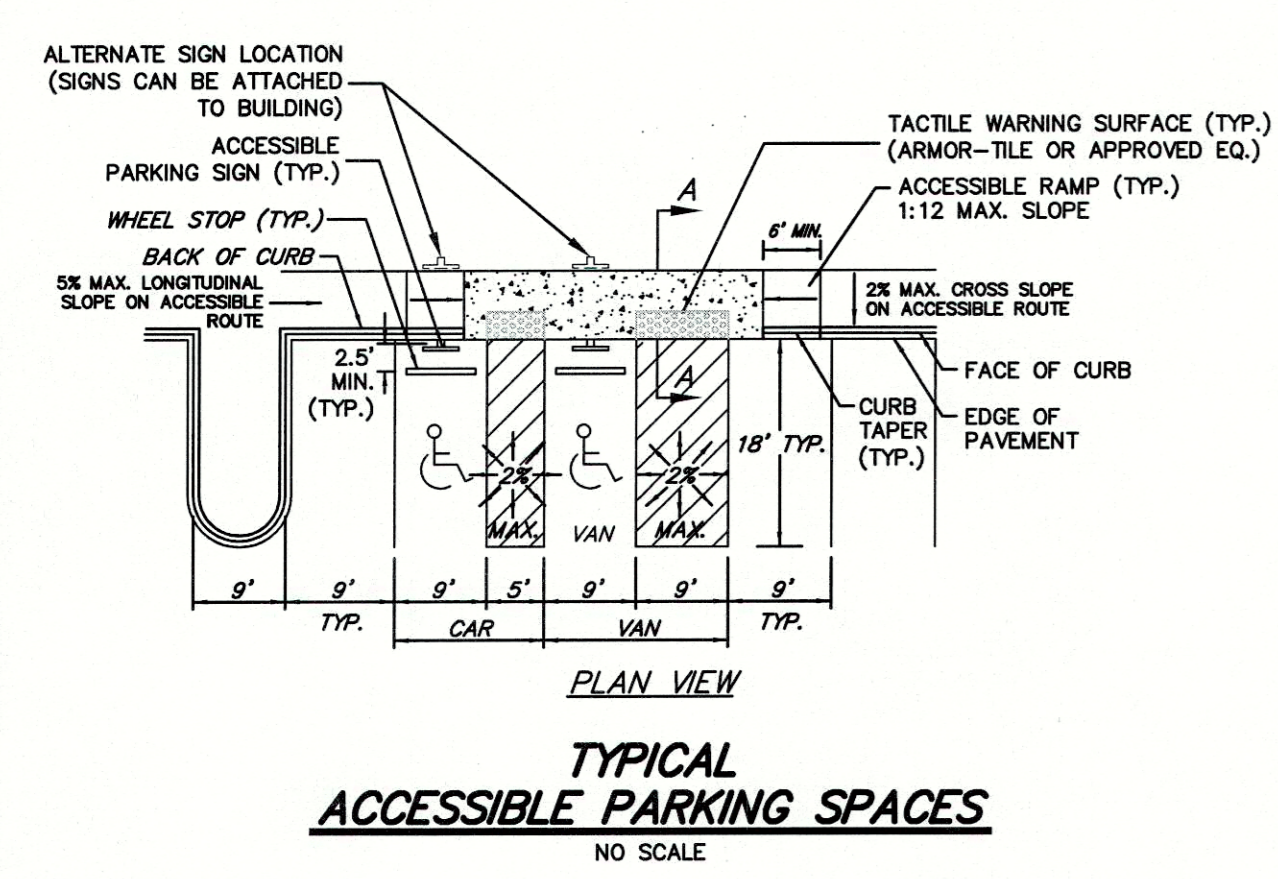 ALTERNATE SIGN LOCATION
(SIGNS CAN BE ATTACHED
TO BUILDING)
ACCESSIBLE
PARKING SIGN (TYP.)
WHEEL STOP (TYP.)
BACK OF CURB
5% MAX. LONGITUDINAL
SLOPE ON ACCESSIBLE
ROUTE
TACTILE WARNING SURFACE (TYP.)
(ARMOR-TILE OR APPROVED EQ.)
ACCESSIBLE RAMP (TYP.)
1:12 MAX. SLOPE
A
6' MIN.
2% MAX. CROSS SLOPE
ON ACCESSIBLE ROUTE
2.5'
MIN.
(TYP.)
A
FACE OF CURB
CURB
TAPER
(TYP.)
EDGE OF
PAVEMENT
18' TYP.
2%
MAX.
VAN
2%
MAX.
9'
9'
TYP.
9'
5'
9'
9'
9'
TYP.
CAR
VAN
PLAN VIEW
TYPICAL
ACCESSIBLE PARKING SPACES
NO SCALE